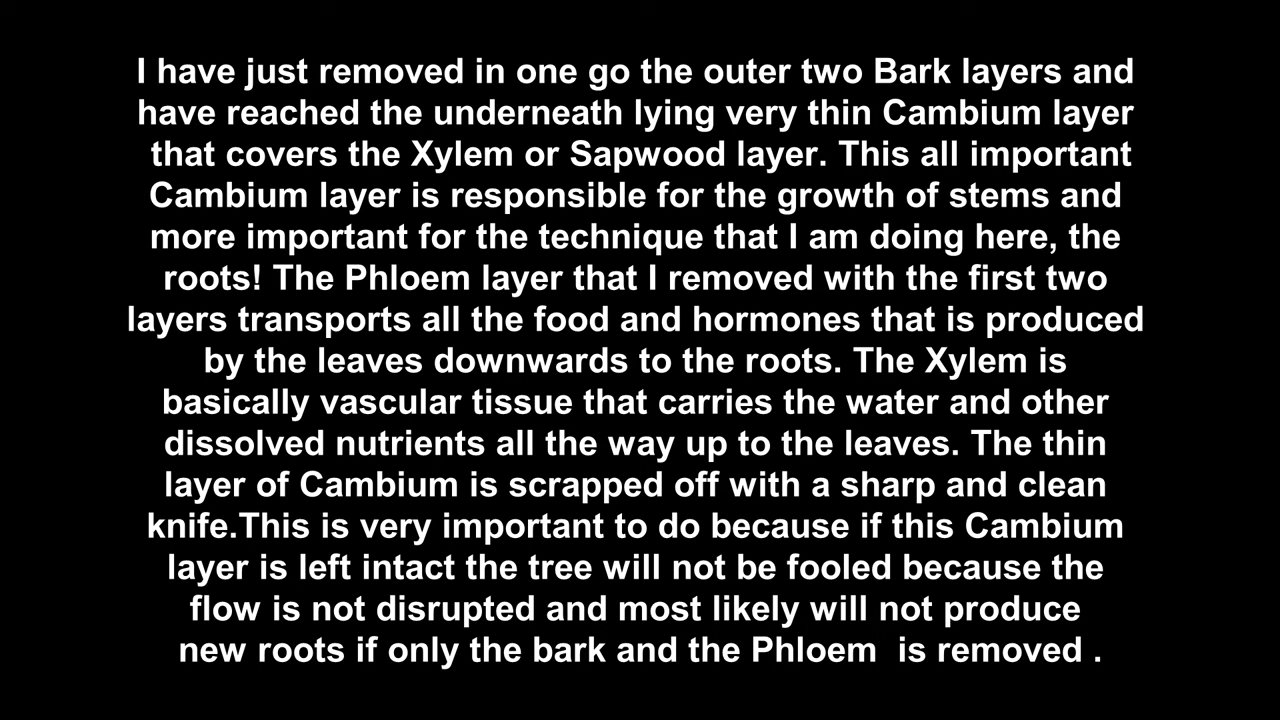 I have just removed in one go the outer two Bark layers and
have reached the underneath lying very thin Cambium layer
that covers the Xylem or Sapwood layer. This all important
Cambium layer is responsible for the growth of stems and
more important for the technique that I am doing here, the
roots! The Phloem layer that I removed with the first two
layers transports all the food and hormones that is produced
by the leaves downwards to the roots. The Xylem is
basically vascular tissue that carries the water and other
dissolved nutrients all the way up to the leaves. The thin
layer of Cambium is scrapped off with a sharp and clean
knife.This is very important to do because if this Cambium
layer is left intact the tree will not be fooled because the
flow is not disrupted and most likely will not produce
new roots if only the bark and the Phloem  is removed .